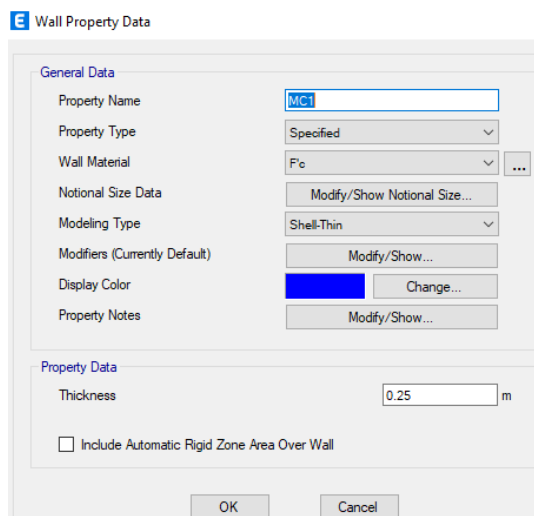 E Wall Property Data
General Data
Property Name MC1
Property Type Specified
Wall Material F'c ...
Notional Size Data Modify/Show Notional Size...
Modeling Type Shell-Thin
Modifiers (Currently Default) Modify/Show...
Display Color Change...
Property Notes Modify/Show...
Property Data
Thickness 0.25 m
Include Automatic Rigid Zone Area Over Wall
OK Cancel